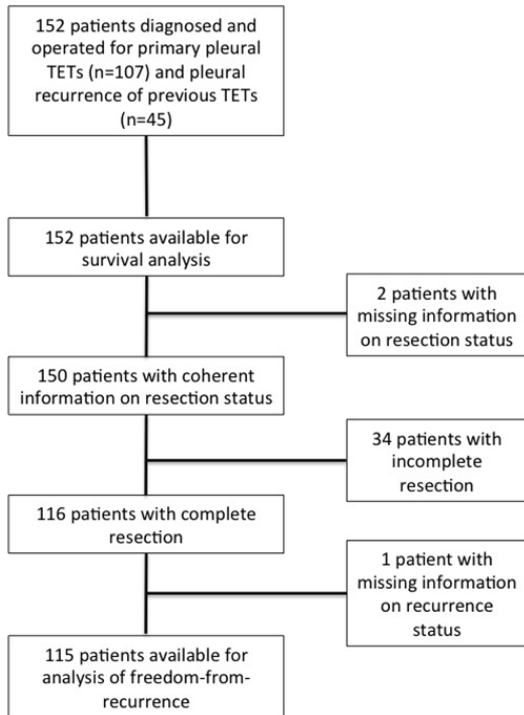 152 patients diagnosed and
operated for primary pleural
TETs (n=107) and pleural
recurrence of previous TETs
(n=45)
152 patients available for
survival analysis
2 patients with
missing information
on resection status
150 patients with coherent
information on resection status
34 patients with
incomplete
resection
116 patients with complete
resection
1 patient with
missing information
on recurrence
status
115 patients available for
analysis of freedom-from-
recurrence